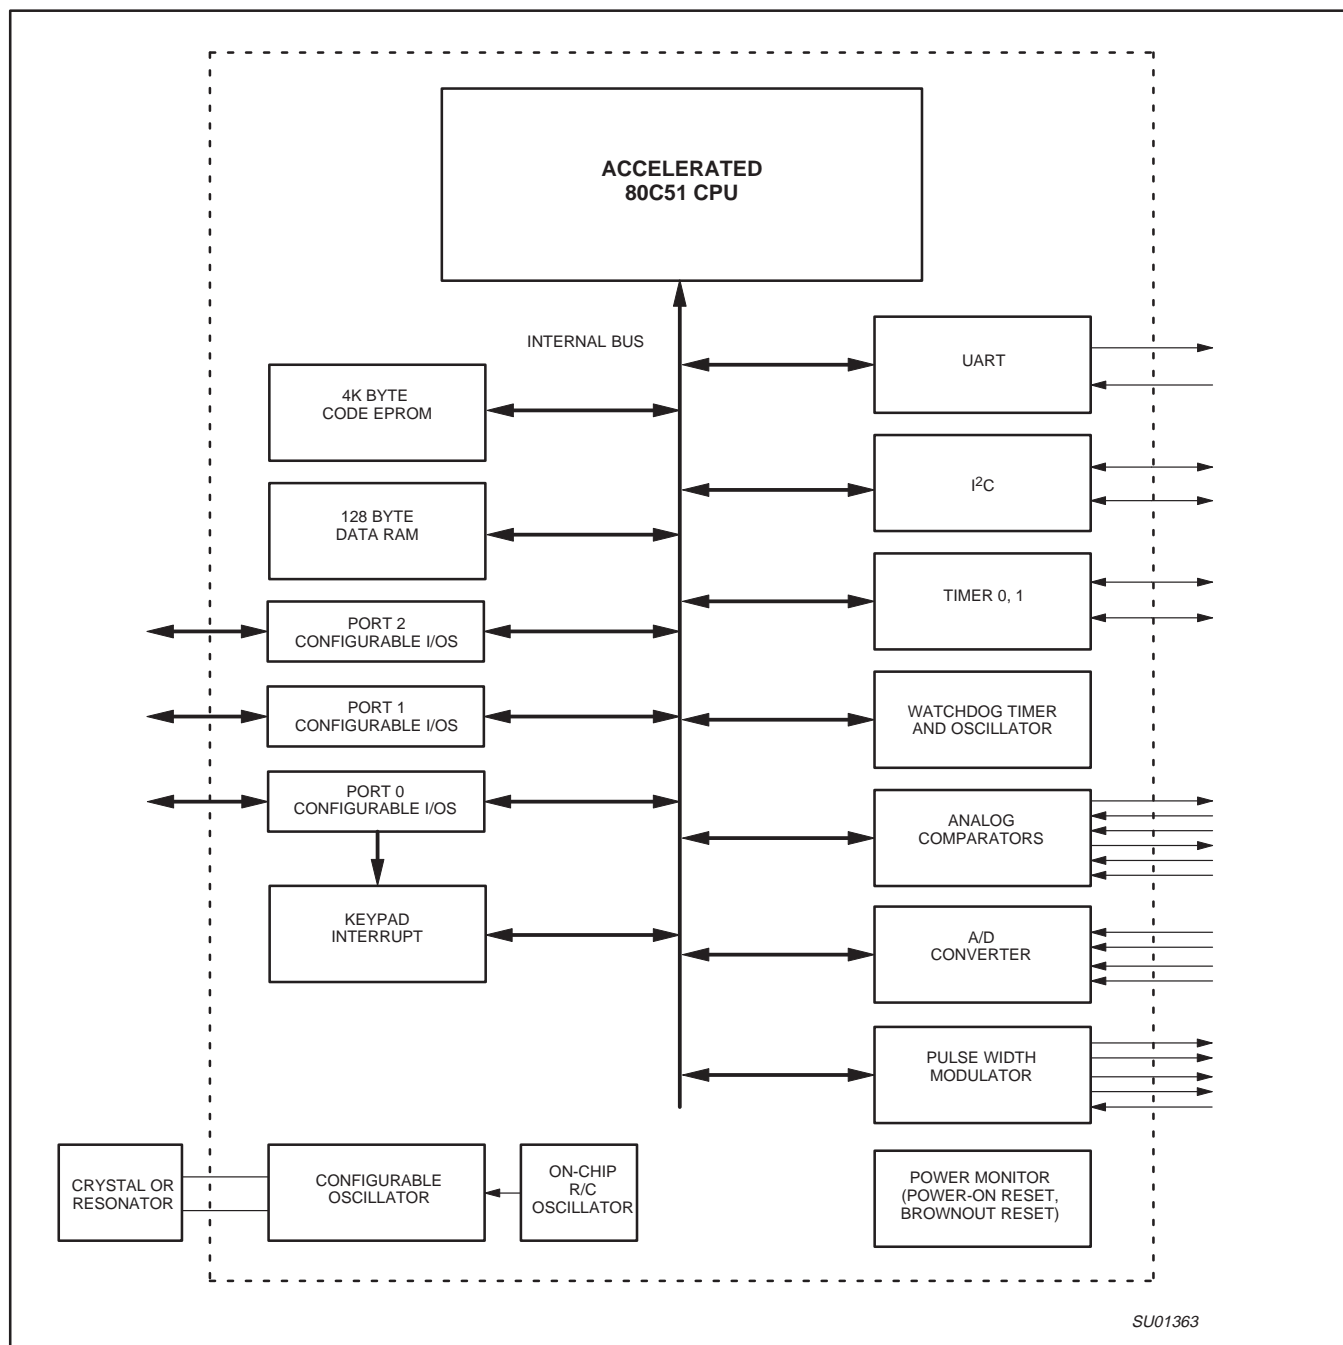 ACCELERATED
80C51 CPU
INTERNAL BUS
4K BYTE
CODE EPROM
128 BYTE
DATA RAM
PORT 2
CONFIGURABLE I/OS
PORT 1
CONFIGURABLE I/OS
PORT 0
CONFIGURABLE I/OS
KEYPAD
INTERRUPT
UART
I²C
TIMER 0, 1
WATCHDOG TIMER
AND OSCILLATOR
ANALOG
COMPARATORS
A/D
CONVERTER
PULSE WIDTH
MODULATOR
CRYSTAL OR
RESONATOR
CONFIGURABLE
OSCILLATOR
ON-CHIP
R/C
OSCILLATOR
POWER MONITOR
(POWER-ON RESET,
BROWNOUT RESET)
SU01363